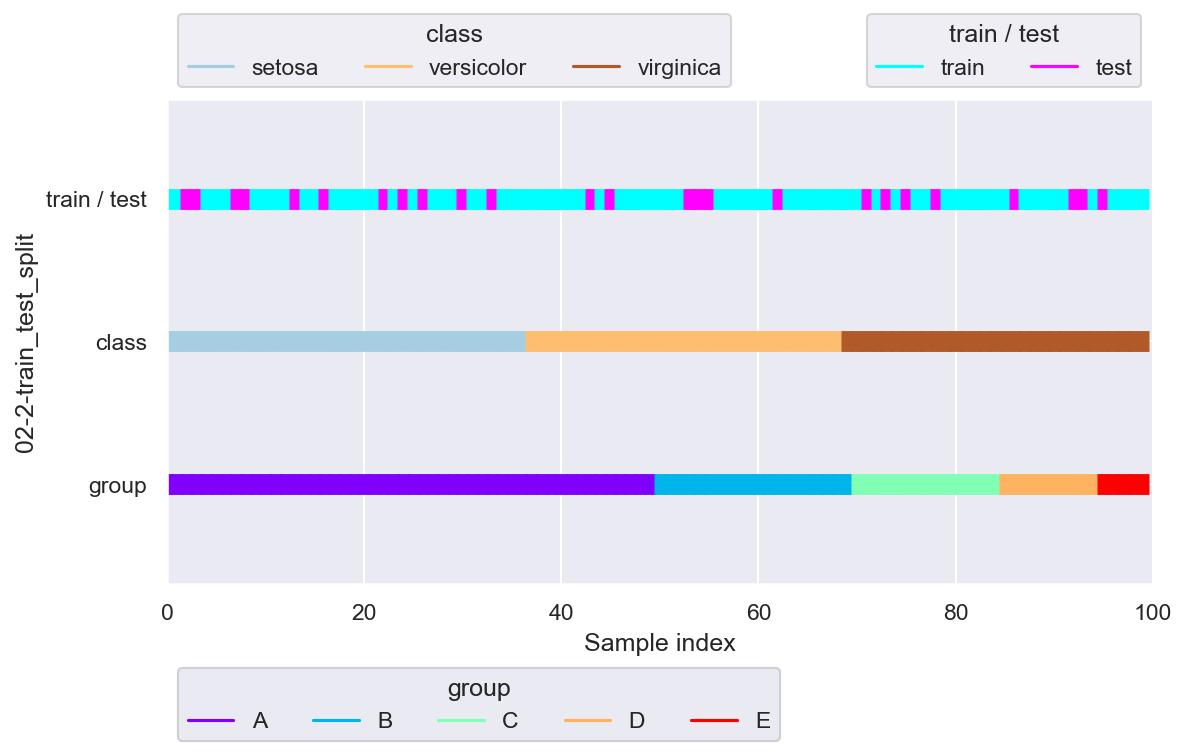 class
setosa versicolor virginica
train / test
train test
02-2-train_test_split
train / test
class
group
0 20 40 60 80 100
Sample index
group
A B C D E